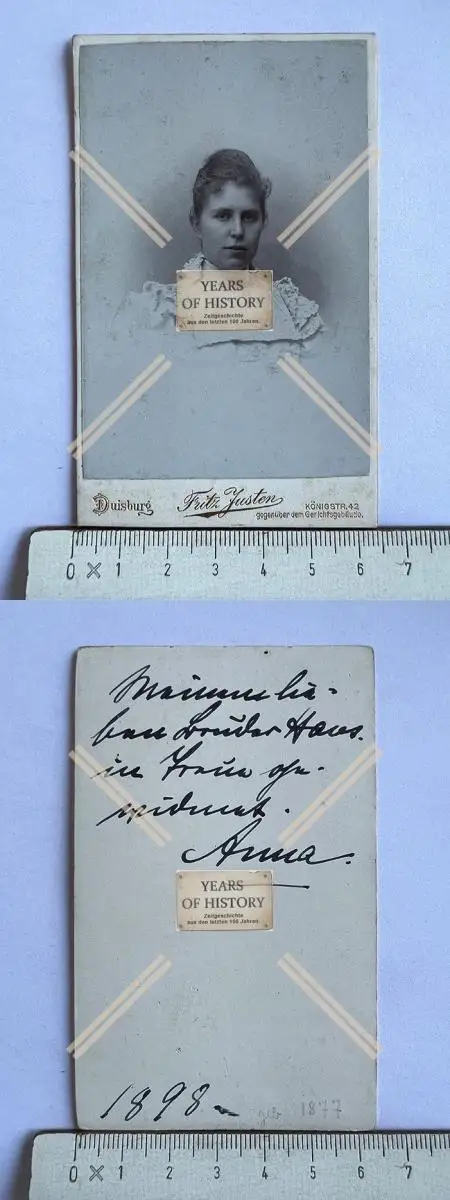 YEARS
OF HISTORY
Zeitgeschichte
aus den letzten 100 Jahren.
Duisburg
Fritz Justen
KÖNIGSTR. 42
gegenüber dem Gerichtsgebäude.
0 1 2 3 4 5 6 7
Meinem lie-
ben Bruder Hans.
in Treue ge-
widmet.
Anna.
YEARS
OF HISTORY
Zeitgeschichte
aus den letzten 100 Jahren.
1898
geb 1877
0 1 2 3 4 5 6 7